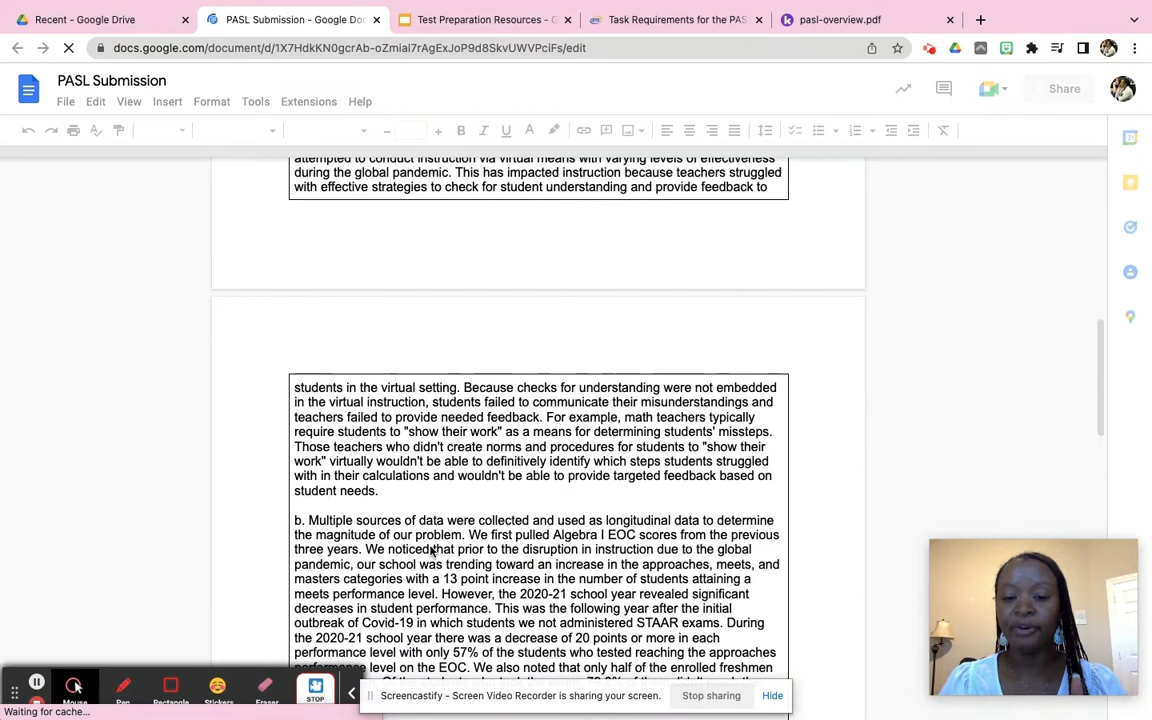 Recent - Google Drive
PASL Submission - Google Doc
Test Preparation Resources - G
Task Requirements for the PAS
pasl-overview.pdf
docs.google.com/document/d/1X7HdkKN0gcrAb-oZmiaI7rAgExJoP9d8SkvUWVPciFs/edit
PASL Submission
File Edit View Insert Format Tools Extensions Help
Share
attempted to conduct instruction via virtual means with varying levels of effectiveness
during the global pandemic. This has impacted instruction because teachers struggled
with effective strategies to check for student understanding and provide feedback to
students in the virtual setting. Because checks for understanding were not embedded
in the virtual instruction, students failed to communicate their misunderstandings and
teachers failed to provide needed feedback. For example, math teachers typically
require students to "show their work" as a means for determining students' missteps.
Those teachers who didn't create norms and procedures for students to "show their
work" virtually wouldn't be able to definitively identify which steps students struggled
with in their calculations and wouldn't be able to provide targeted feedback based on
student needs.
b. Multiple sources of data were collected and used as longitudinal data to determine
the magnitude of our problem. We first pulled Algebra I EOC scores from the previous
three years. We noticed that prior to the disruption in instruction due to the global
pandemic, our school was trending toward an increase in the approaches, meets, and
masters categories with a 13 point increase in the number of students attaining a
meets performance level. However, the 2020-21 school year revealed significant
decreases in student performance. This was the following year after the initial
outbreak of Covid-19 in which students we not administered STAAR exams. During
the 2020-21 school year there was a decrease of 20 points or more in each
performance level with only 57% of the students who tested reaching the approaches
performance level on the EOC. We also noted that only half of the enrolled freshmen
Mouse Pen Rectangle Stickers Eraser STOP
Screencastify - Screen Video Recorder is sharing your screen. Stop sharing Hide
Waiting for cache...